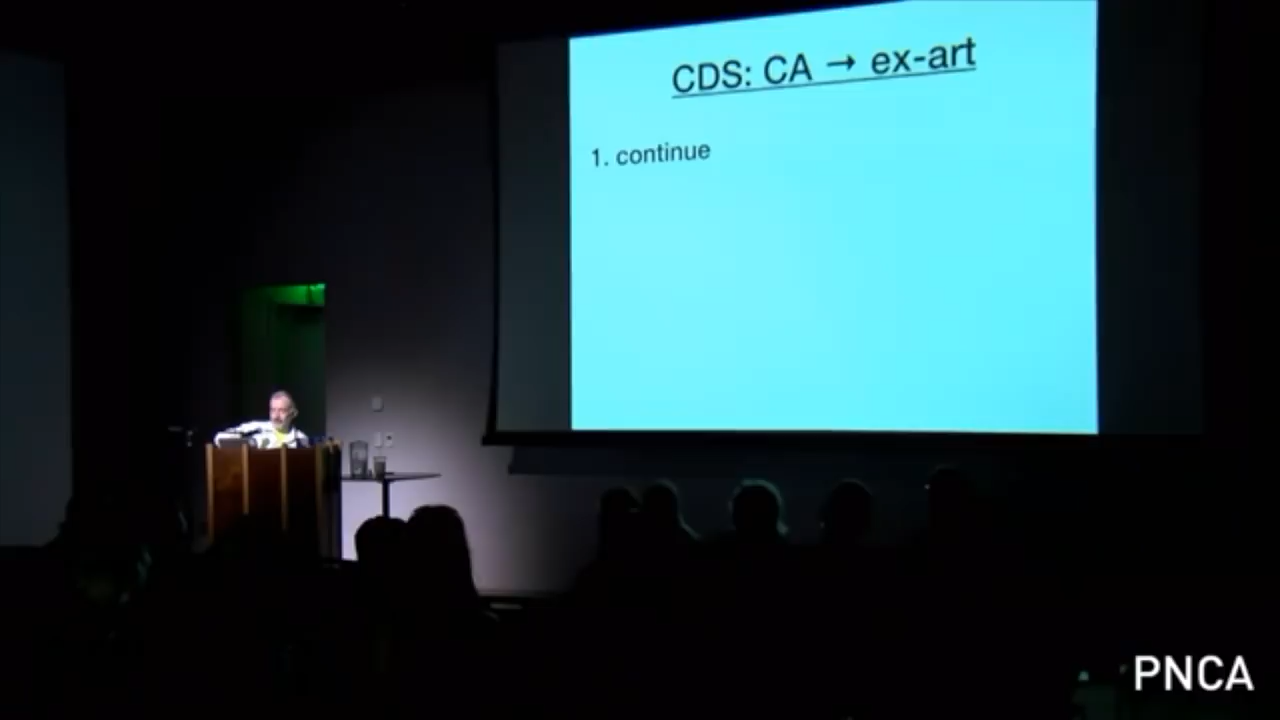 CDS: CA → ex-art
1. continue
PNCA